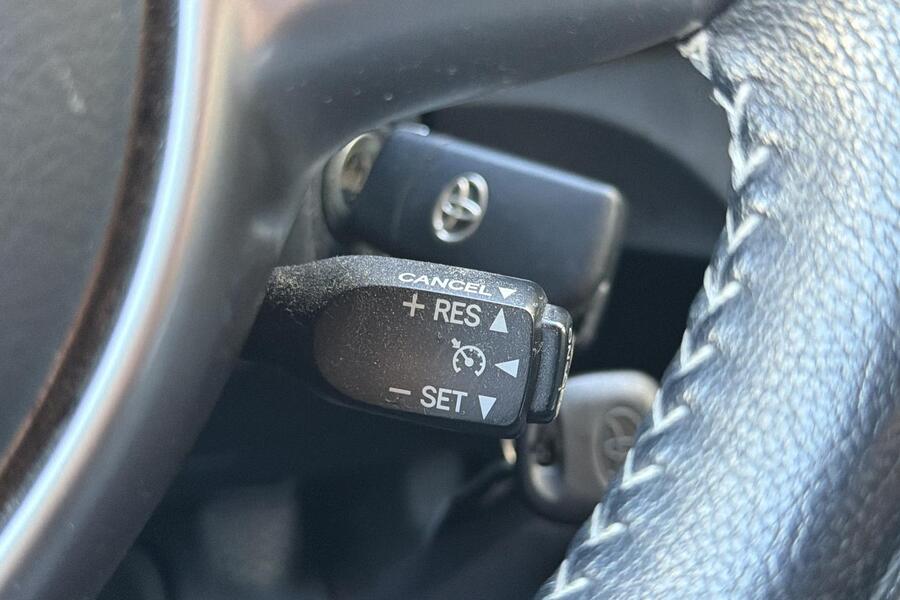 CANCEL ▼
+ RES ▲
◀
− SET ▼